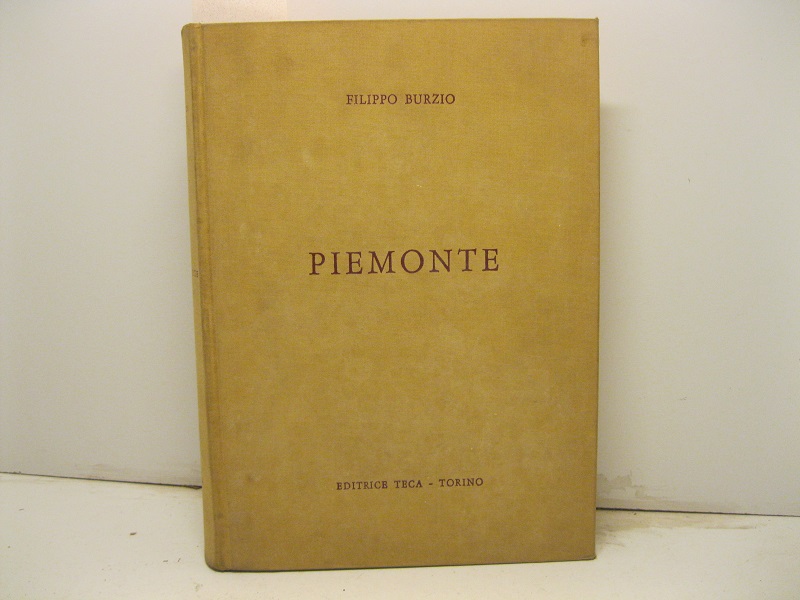 FILIPPO BURZIO
PIEMONTE
EDITRICE TECA - TORINO